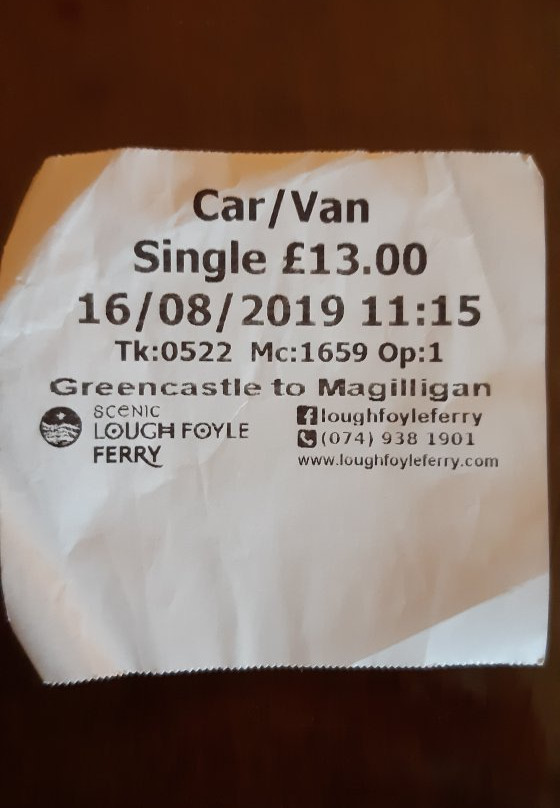 Car/Van
Single £13.00
16/08/2019 11:15
Tk:0522 Mc:1659 Op:1
Greencastle to Magilligan
SCENIC
LOUGH FOYLE
FERRY
loughfoyleferry
(074) 938 1901
www.loughfoyleferry.com